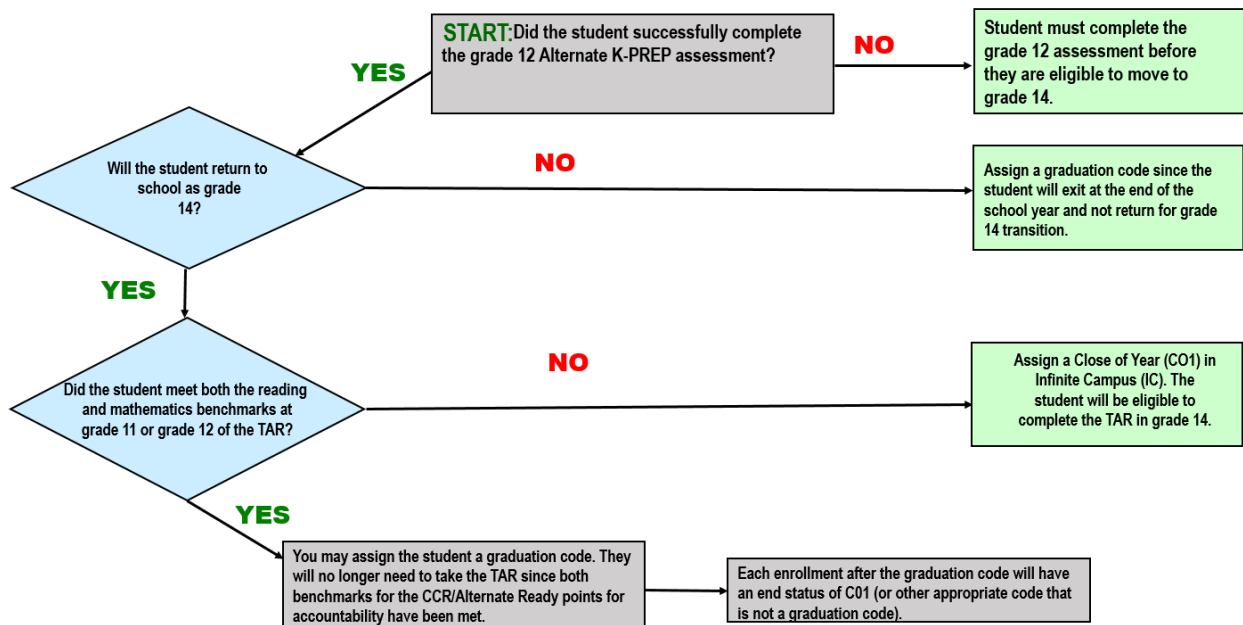 START:Did the student successfully complete
the grade 12 Alternate K-PREP assessment?
NO
Student must complete the
grade 12 assessment before
they are eligible to move to
grade 14.
YES
Will the student return to
school as grade
14?
NO
Assign a graduation code since the
student will exit at the end of the
school year and not return for grade
14 transition.
YES
Did the student meet both the reading
and mathematics benchmarks at
grade 11 or grade 12 of the TAR?
NO
Assign a Close of Year (CO1) in
Infinite Campus (IC). The
student will be eligible to
complete the TAR in grade 14.
YES
You may assign the student a graduation code. They
will no longer need to take the TAR since both
benchmarks for the CCR/Alternate Ready points for
accountability have been met.
Each enrollment after the graduation code will have
an end status of C01 (or other appropriate code that
is not a graduation code).